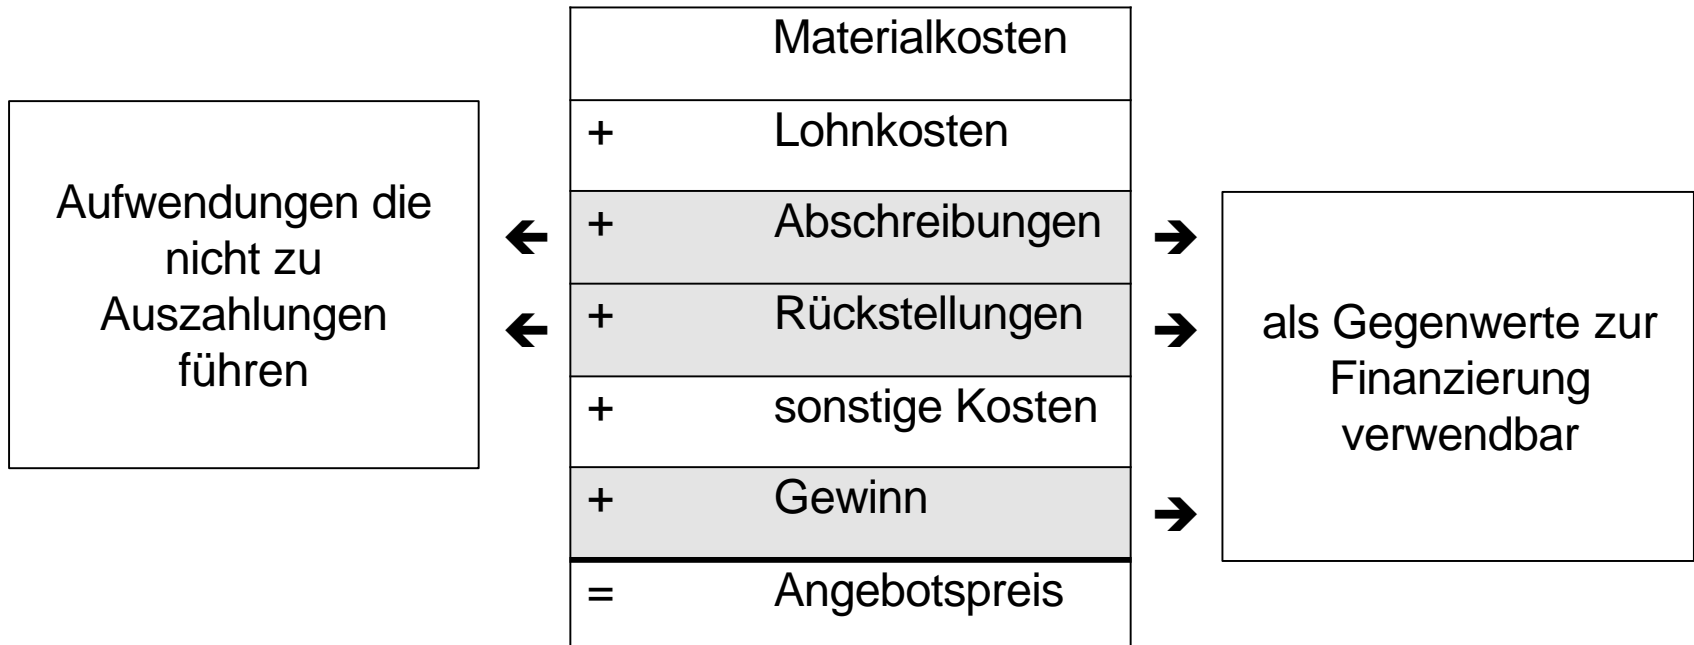 Materialkosten
+ Lohnkosten
Aufwendungen die
nicht zu
Auszahlungen
führen
🡸 + Abschreibungen 🡺
🡸 + Rückstellungen 🡺
als Gegenwerte zur
Finanzierung
verwendbar
+ sonstige Kosten
+ Gewinn 🡺
= Angebotspreis